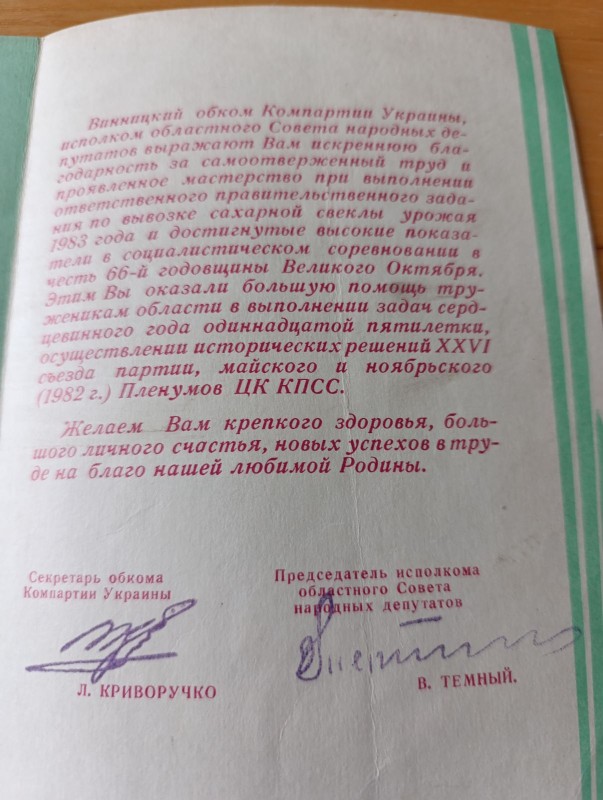 Винницкий обком Компартии Украины,
исполком областного Совета народных де-
путатов выражают Вам искреннюю бла-
годарность за самоотверженный труд и
проявленное мастерство при выполнении
ответственного правительственного зада-
ния по вывозке сахарной свеклы урожая
1983 года и достигнутые высокие показа-
тели в социалистическом соревновании в
честь 66-й годовщины Великого Октября.
Этим Вы оказали большую помощь тру-
женикам области в выполнении задач серд-
цевинного года одиннадцатой пятилетки,
осуществлении исторических решений XXVI
съезда партии, майского и ноябрьского
(1982 г.) Пленумов ЦК КПСС.
Желаем Вам крепкого здоровья, боль-
шого личного счастья, новых успехов в тру-
де на благо нашей любимой Родины.
Секретарь обкома
Компартии Украины
Л. КРИВОРУЧКО
Председатель исполкома
областного Совета
народных депутатов
В. ТЕМНЫЙ.